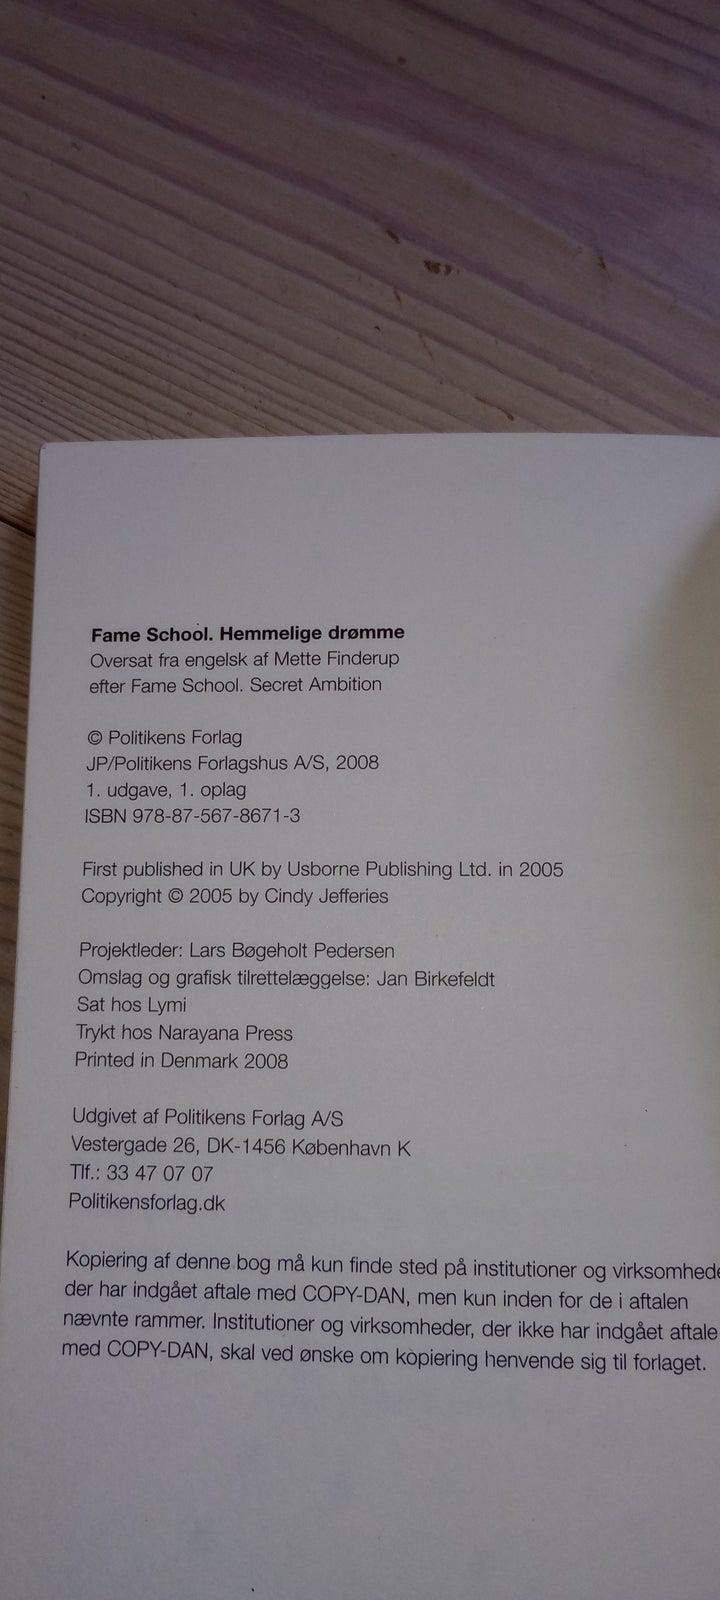 Fame School. Hemmelige drømme
Oversat fra engelsk af Mette Finderup
efter Fame School. Secret Ambition
© Politikens Forlag
JP/Politikens Forlagshus A/S, 2008
1. udgave, 1. oplag
ISBN 978-87-567-8671-3
First published in UK by Usborne Publishing Ltd. in 2005
Copyright © 2005 by Cindy Jefferies
Projektleder: Lars Bøgeholt Pedersen
Omslag og grafisk tilrettelæggelse: Jan Birkefeldt
Sat hos Lymi
Trykt hos Narayana Press
Printed in Denmark 2008
Udgivet af Politikens Forlag A/S
Vestergade 26, DK-1456 København K
Tlf.: 33 47 07 07
Politikensforlag.dk
Kopiering af denne bog må kun finde sted på institutioner og
der har indgået aftale med COPY-DAN, men kun inden for de i aftalen
nævnte rammer. Institutioner og virksomheder, der ikke har indgået aftale
med COPY-DAN, skal ved ønske om kopiering henvende sig til forlaget.